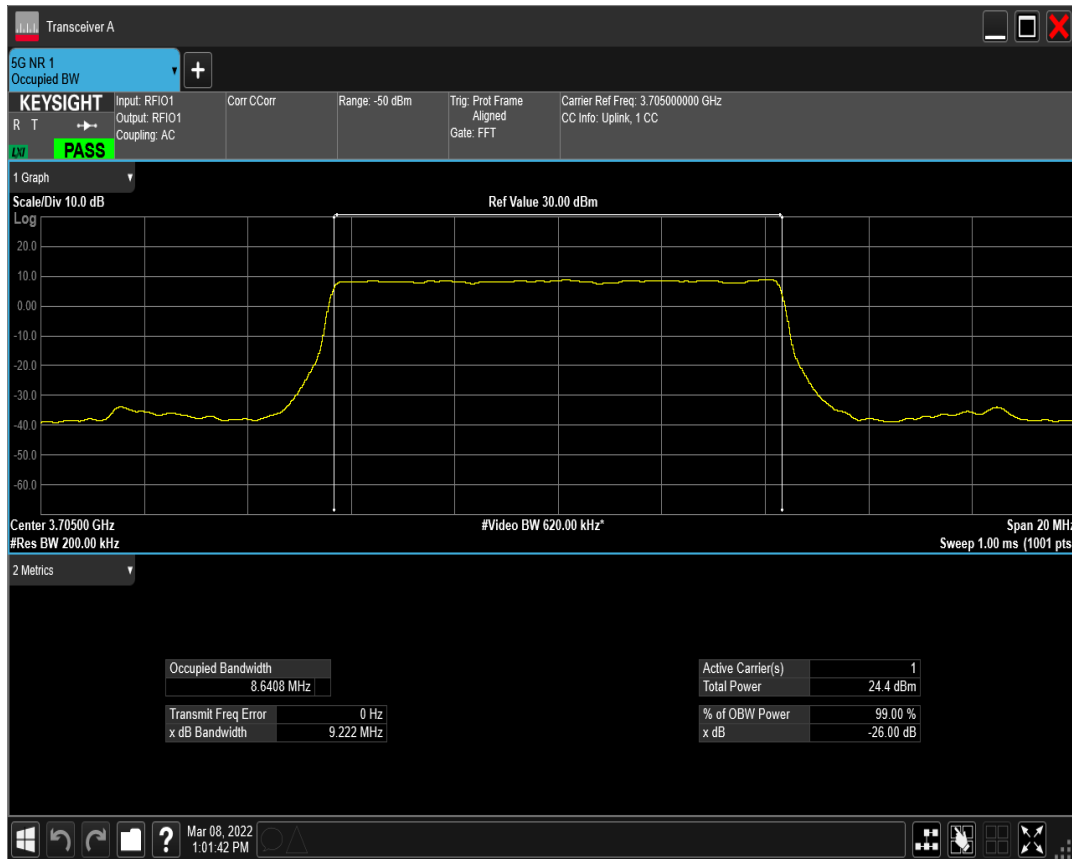 Transceiver A
5G NR 1
Occupied BW
+
KEYSIGHT
R T
LXI
PASS
Input: RFIO1
Output: RFIO1
Coupling: AC
Corr CCorr
Range: -50 dBm
Trig: Prot Frame
Aligned
Gate: FFT
Carrier Ref Freq: 3.705000000 GHz
CC Info: Uplink, 1 CC
1 Graph
Scale/Div 10.0 dB
Ref Value 30.00 dBm
Log
20.0
10.0
0.00
-10.0
-20.0
-30.0
-40.0
-50.0
-60.0
Center 3.70500 GHz
#Video BW 620.00 kHz*
Span 20 MHz
#Res BW 200.00 kHz
Sweep 1.00 ms (1001 pts
2 Metrics
Occupied Bandwidth
8.6408 MHz
Transmit Freq Error 0 Hz
x dB Bandwidth 9.222 MHz
Active Carrier(s) 1
Total Power 24.4 dBm
% of OBW Power 99.00 %
x dB -26.00 dB
?
Mar 08, 2022
1:01:42 PM